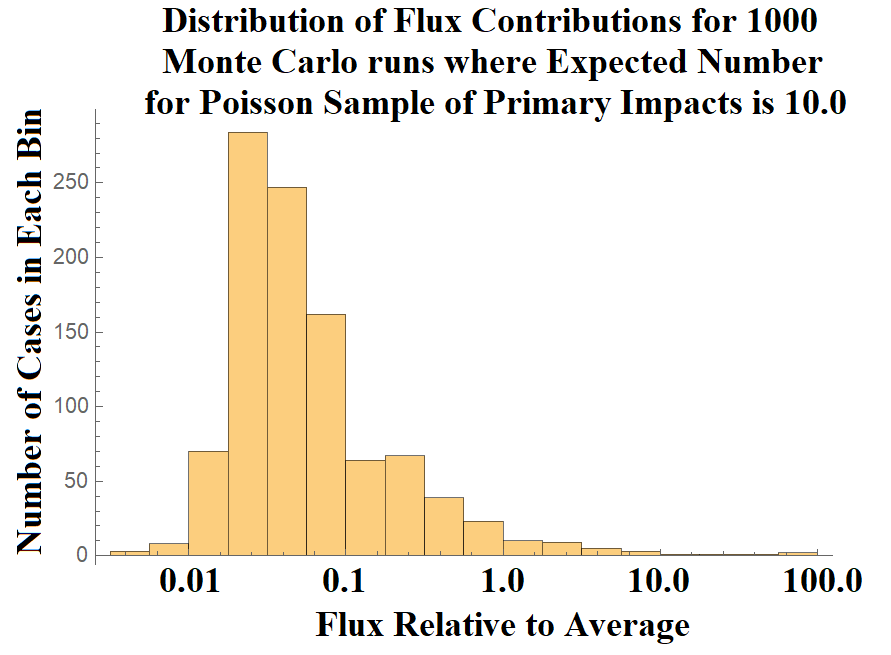 Distribution of Flux Contributions for 1000
Monte Carlo runs where Expected Number
for Poisson Sample of Primary Impacts is 10.0
Number of Cases in Each Bin
250
200
150
100
50
0
0.01 0.1 1.0 10.0 100.0
Flux Relative to Average